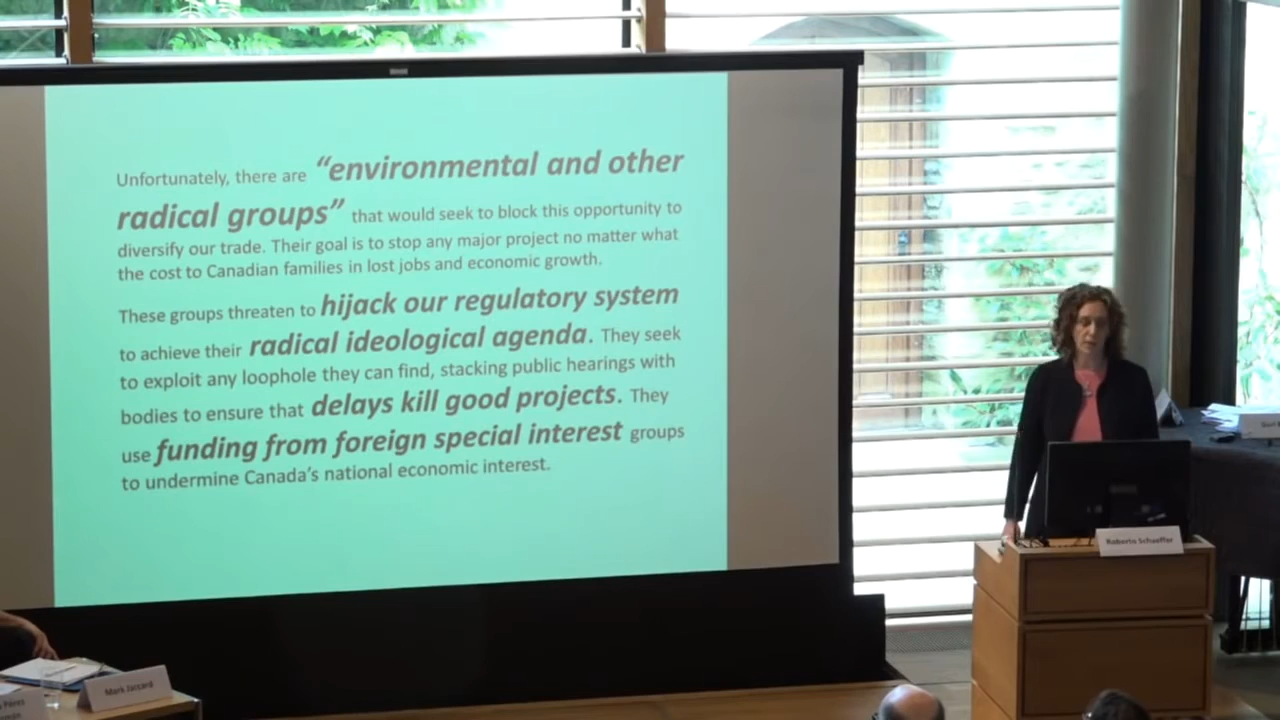 Unfortunately, there are “environmental and other
radical groups” that would seek to block this opportunity to
diversify our trade. Their goal is to stop any major project no matter what
the cost to Canadian families in lost jobs and economic growth.
These groups threaten to hijack our regulatory system
to achieve their radical ideological agenda. They seek
to exploit any loophole they can find, stacking public hearings with
bodies to ensure that delays kill good projects. They
use funding from foreign special interest groups
to undermine Canada’s national economic interest.
Roberto Schaeffer
Mark Jaccard